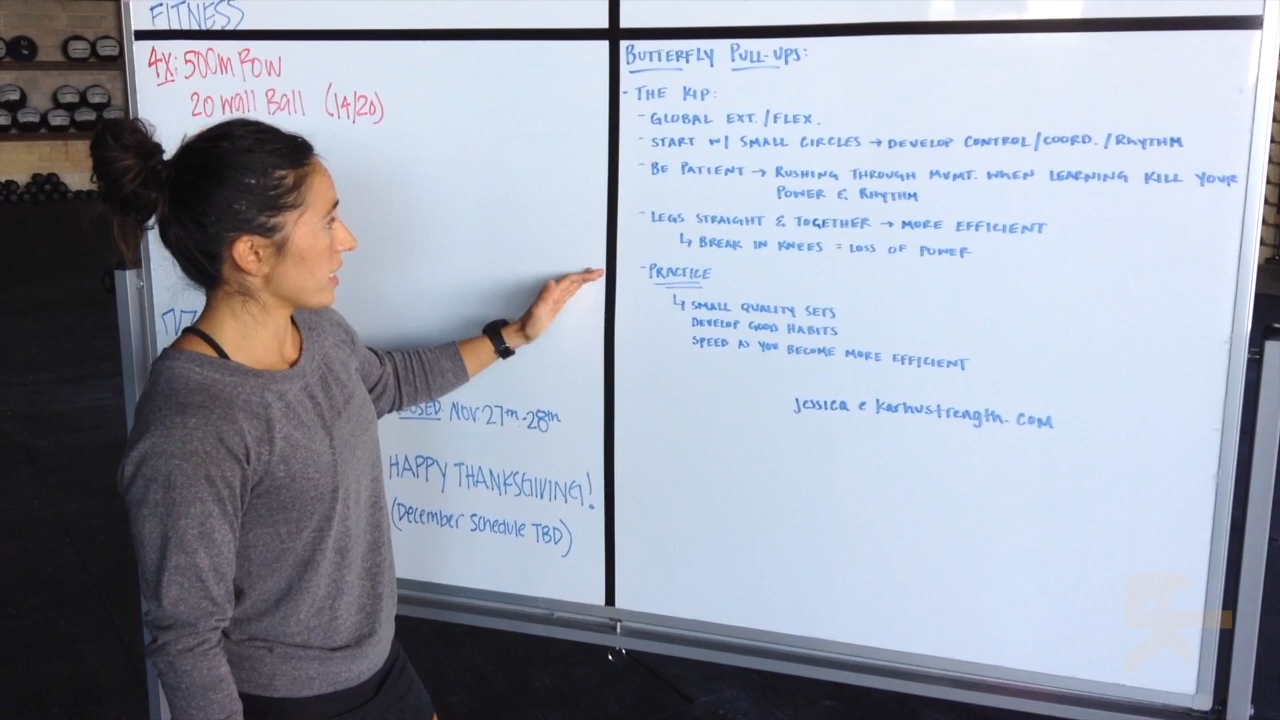 FITNESS
4X: 500m Row
20 Wall Ball (14/20)
Nov. 27th-28th
HAPPY THANKSGIVING!
(December Schedule TBD)
BUTTERFLY PULL-UPS:
• THE KIP:
- GLOBAL EXT./FLEX.
- START W/ SMALL CIRCLES → DEVELOP CONTROL/COORD./RHYTHM
- BE PATIENT → RUSHING THROUGH MVMT. WHEN LEARNING KILL YOUR
POWER & RHYTHM
- LEGS STRAIGHT & TOGETHER → MORE EFFICIENT
↳ BREAK IN KNEES = LOSS OF POWER
- PRACTICE
↳ SMALL QUALITY SETS
DEVELOP GOOD HABITS
SPEED AS YOU BECOME MORE EFFICIENT
jessica @ karhustrength.com